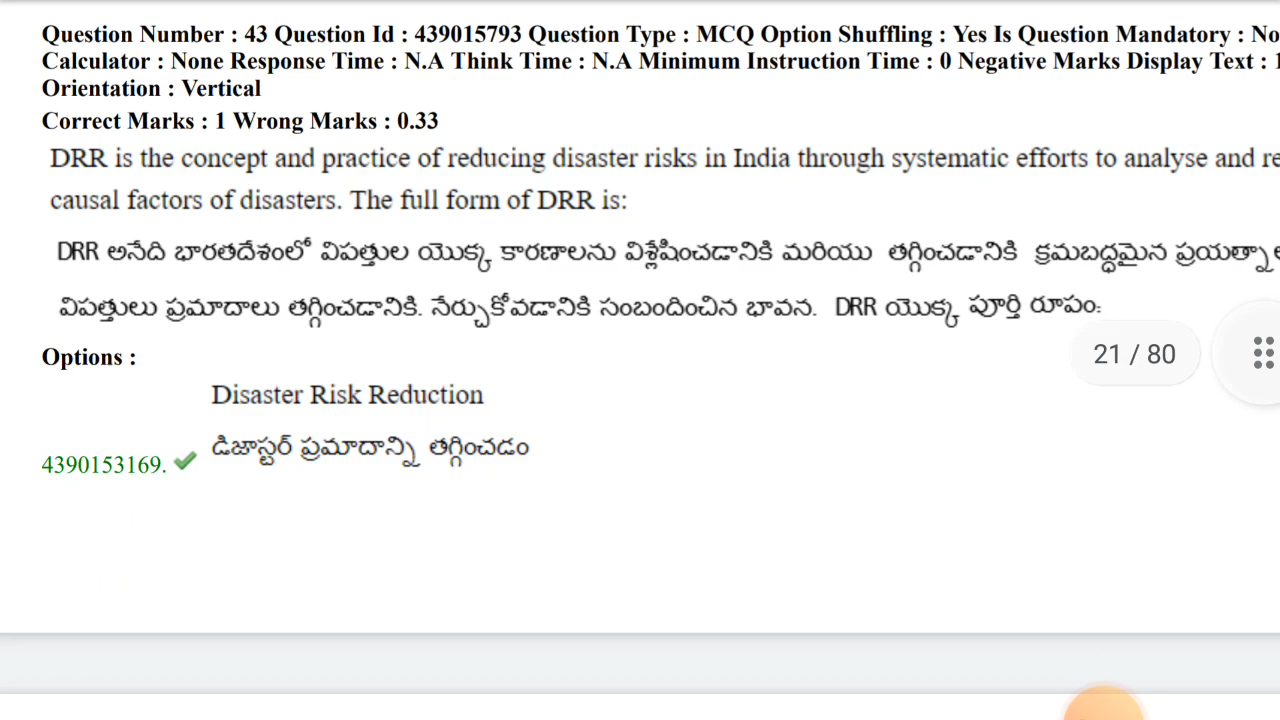 Question Number : 43 Question Id : 439015793 Question Type : MCQ Option Shuffling : Yes Is Question Mandatory : No
Calculator : None Response Time : N.A Think Time : N.A Minimum Instruction Time : 0 Negative Marks Display Text :
Orientation : Vertical
Correct Marks : 1 Wrong Marks : 0.33
DRR is the concept and practice of reducing disaster risks in India through systematic efforts to analyse and
causal factors of disasters. The full form of DRR is:
DRR అనేది భారతదేశంలో విపత్తుల యొక్క కారణాలను విశ్లేషించడానికి మరియు తగ్గించడానికి క్రమబద్ధమైన
విపత్తులు ప్రమాదాలు తగ్గించడానికి. నేర్చుకోవడానికి సంబందించిన భావన. DRR యొక్క పూర్తి రూపం:
Options :
21 / 80
Disaster Risk Reduction
డిజాస్టర్ ప్రమాదాన్ని తగ్గించడం
4390153169.